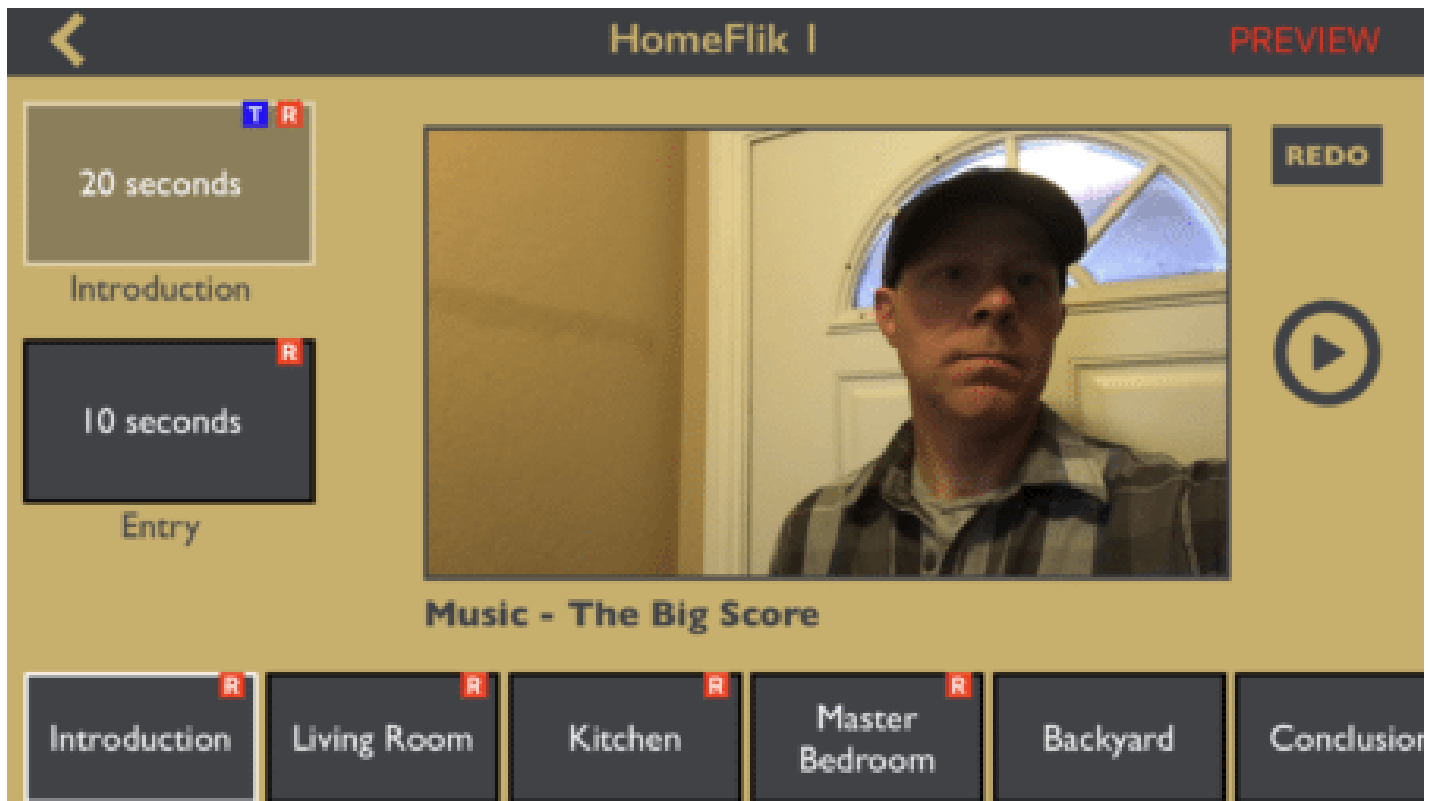 HomeFlik 1
PREVIEW
T R
20 seconds
Introduction
R
10 seconds
Entry
REDO
Music - The Big Score
R
Introduction
R
Living Room
R
Kitchen
R
Master
Bedroom
Backyard
Conclusion